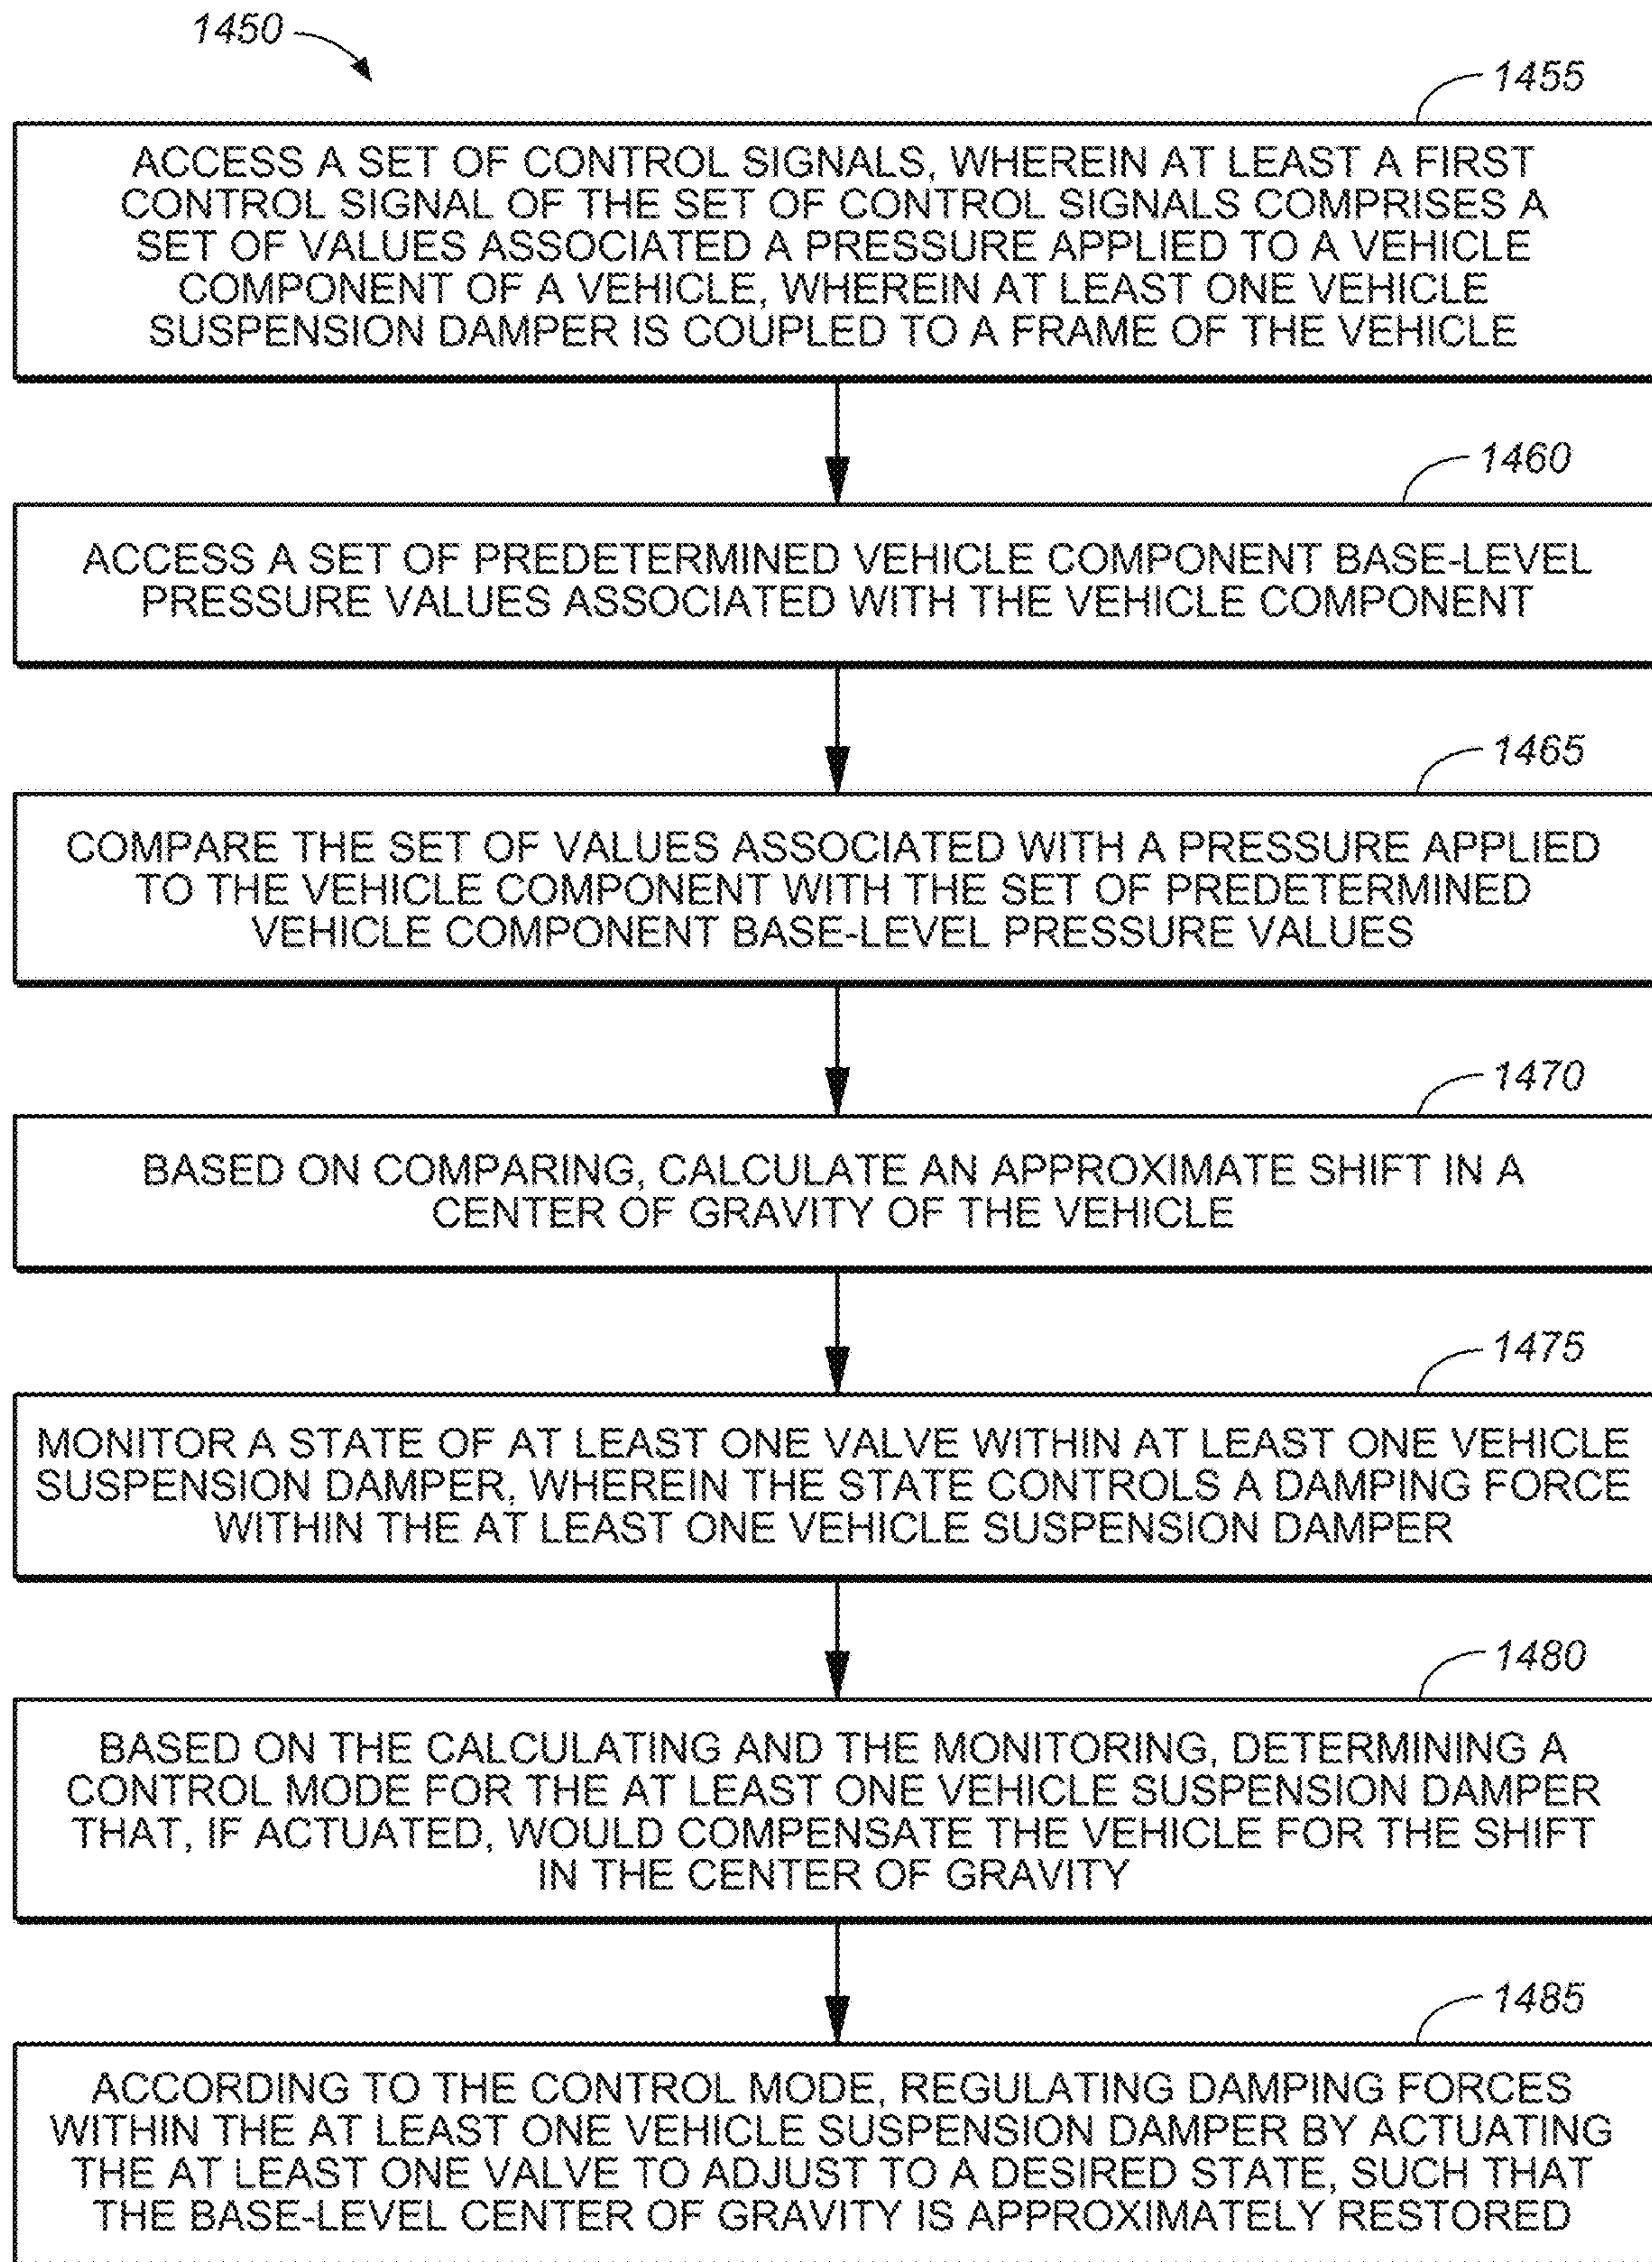 1450
1455
ACCESS A SET OF CONTROL SIGNALS, WHEREIN AT LEAST A FIRST
CONTROL SIGNAL OF THE SET OF CONTROL SIGNALS COMPRISES A
SET OF VALUES ASSOCIATED A PRESSURE APPLIED TO A VEHICLE
COMPONENT OF A VEHICLE, WHEREIN AT LEAST ONE VEHICLE
SUSPENSION DAMPER IS COUPLED TO A FRAME OF THE VEHICLE
1460
ACCESS A SET OF PREDETERMINED VEHICLE COMPONENT BASE-LEVEL
PRESSURE VALUES ASSOCIATED WITH THE VEHICLE COMPONENT
1465
COMPARE THE SET OF VALUES ASSOCIATED WITH A PRESSURE APPLIED
TO THE VEHICLE COMPONENT WITH THE SET OF PREDETERMINED
VEHICLE COMPONENT BASE-LEVEL PRESSURE VALUES
1470
BASED ON COMPARING, CALCULATE AN APPROXIMATE SHIFT IN A
CENTER OF GRAVITY OF THE VEHICLE
1475
MONITOR A STATE OF AT LEAST ONE VALVE WITHIN AT LEAST ONE VEHICLE
SUSPENSION DAMPER, WHEREIN THE STATE CONTROLS A DAMPING FORCE
WITHIN THE AT LEAST ONE VEHICLE SUSPENSION DAMPER
1480
BASED ON THE CALCULATING AND THE MONITORING, DETERMINING A
CONTROL MODE FOR THE AT LEAST ONE VEHICLE SUSPENSION DAMPER
THAT, IF ACTUATED, WOULD COMPENSATE THE VEHICLE FOR THE SHIFT
IN THE CENTER OF GRAVITY
1485
ACCORDING TO THE CONTROL MODE, REGULATING DAMPING FORCES
WITHIN THE AT LEAST ONE VEHICLE SUSPENSION DAMPER BY ACTUATING
THE AT LEAST ONE VALVE TO ADJUST TO A DESIRED STATE, SUCH THAT
THE BASE-LEVEL CENTER OF GRAVITY IS APPROXIMATELY RESTORED